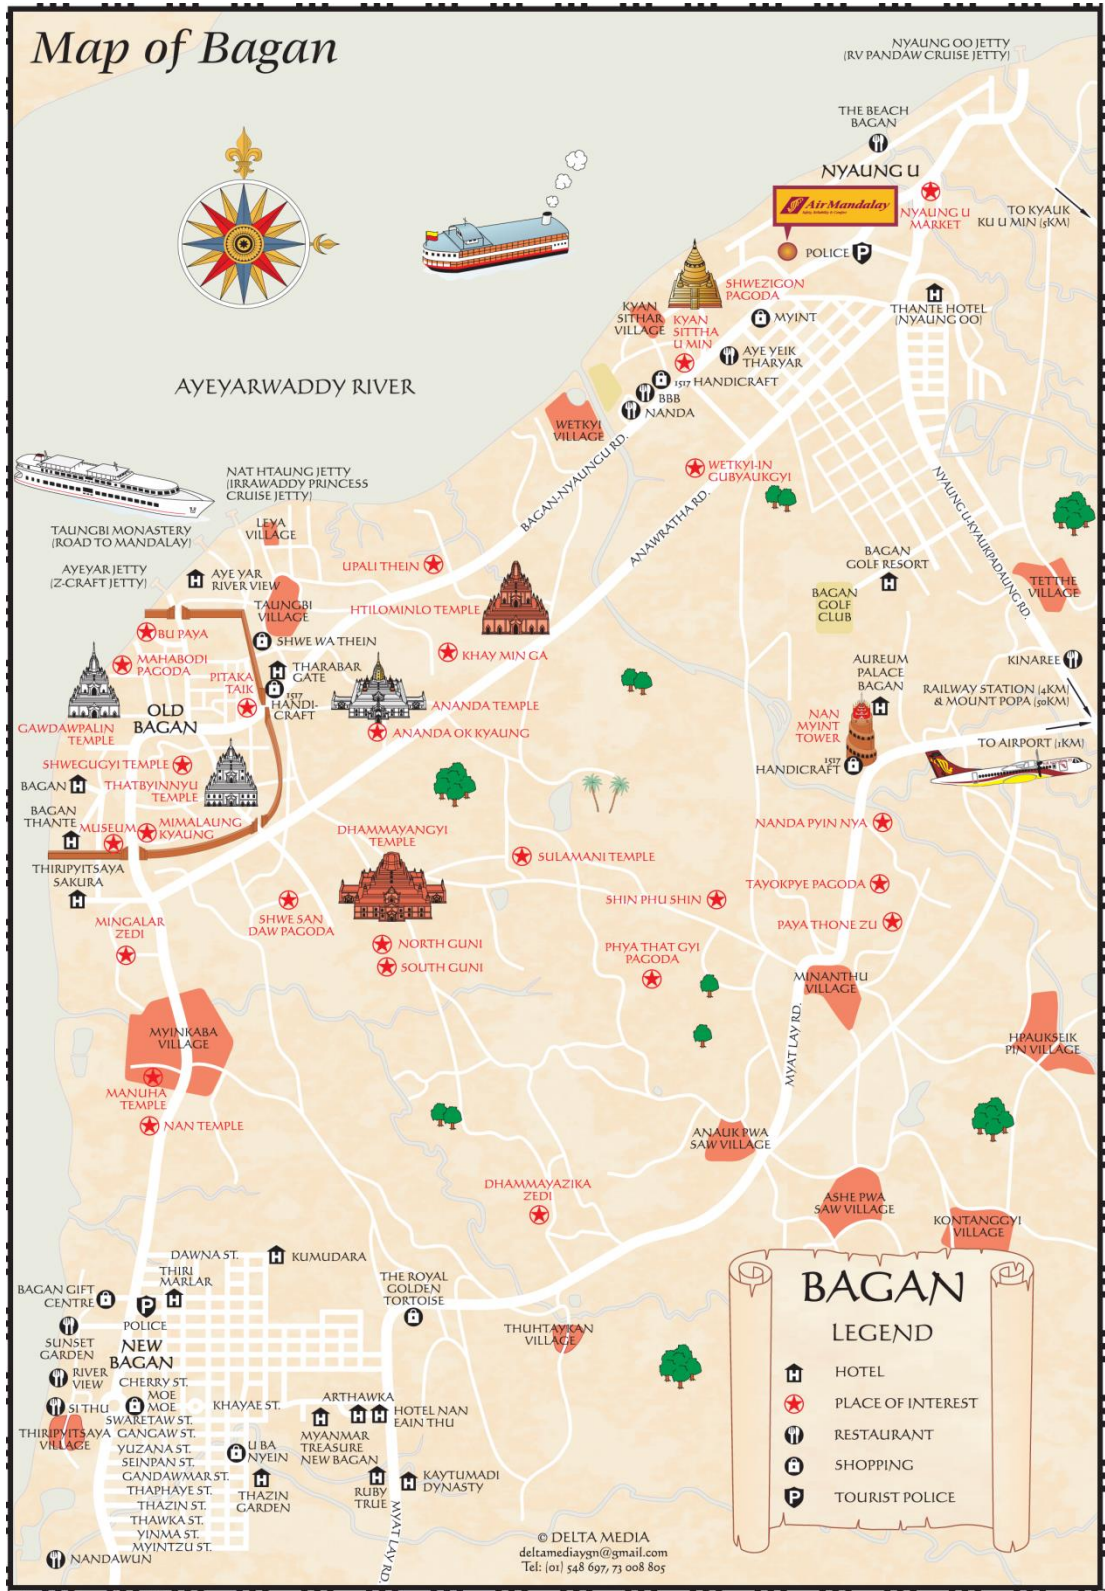 Map of Bagan
NYAUNG OO JETTY
(RV PANDAW CRUISE JETTY)
THE BEACH
BAGAN
NYAUNG U
Air Mandalay
NYAUNG U
MARKET
TO KYAUK
KU U MIN (5KM)
POLICE
SHWEZIGON
PAGODA
THANTE HOTEL
(NYAUNG OO)
KYAN
SITHAR
VILLAGE
KYAN
SITTHA
U MIN
MYINT
AYE YEIK
THARYAR
1517 HANDICRAFT
BBB
NANDA
AYEYARWADDY RIVER
WETKYI
VILLAGE
BAGAN-NYAUNGU RD.
WETKYI-IN
GUBYAUKGYI
ANAWRATHA RD.
NYAUNG U-KYAUKPADAUNG RD.
NAT HTAUNG JETTY
(IRRAWADDY PRINCESS
CRUISE JETTY)
TAUNGBI MONASTERY
(ROAD TO MANDALAY)
LEYA
VILLAGE
AYEYAR JETTY
(Z-CRAFT JETTY)
AYE YAR
RIVER VIEW
UPALI THEIN
BAGAN
GOLF RESORT
TETTHE
VILLAGE
BAGAN
GOLF
CLUB
TAUNGBI
VILLAGE
HTILOMINLO TEMPLE
BU PAYA
SHWE WA THEIN
KHAY MIN GA
MAHABODI
PAGODA
PITAKA
TAIK
THARABAR
GATE
1517
HANDI-
CRAFT
AUREUM
PALACE
BAGAN
KINAREE
RAILWAY STATION (4KM)
& MOUNT POPA (50KM)
OLD
BAGAN
ANANDA TEMPLE
ANANDA OK KYAUNG
NAN
MYINT
TOWER
TO AIRPORT (1KM)
GAWDAWPALIN
TEMPLE
SHWEGUGYI TEMPLE
1517
HANDICRAFT
BAGAN
THATBYINNYU
TEMPLE
BAGAN
THANTE
MUSEUM
MIMALAUNG
KYAUNG
DHAMMAYANGYI
TEMPLE
NANDA PYIN NYA
SULAMANI TEMPLE
THIRIPYITSAYA
SAKURA
TAYOKPYE PAGODA
SHIN PHU SHIN
SHWE SAN
DAW PAGODA
MINGALAR
ZEDI
PAYA THONE ZU
NORTH GUNI
SOUTH GUNI
PHYA THAT GYI
PAGODA
MINANTHU
VILLAGE
MYINKABA
VILLAGE
MYAT LAY RD.
HPAUKSEIK
PIN VILLAGE
MANUHA
TEMPLE
NAN TEMPLE
ANAUK PWA
SAW VILLAGE
DHAMMAYAZIKA
ZEDI
ASHE PWA
SAW VILLAGE
KONTANGGYI
VILLAGE
DAWNA ST.
KUMUDARA
THIRI
MARLAR
BAGAN GIFT
CENTRE
POLICE
THE ROYAL
GOLDEN
TORTOISE
SUNSET
GARDEN
NEW
BAGAN
THUHTAYKAN
VILLAGE
RIVER
VIEW
CHERRY ST.
MOE
MOE
SI THU
KHAYAE ST.
ARTHAWKA
HOTEL NAN
EAIN THU
THIRIPYITSAYA
VILLAGE
SWARETAW ST.
GANGAW ST.
YUZANA ST.
SEINPAN ST.
GANDAWMAR ST.
THAPHAYE ST.
THAZIN ST.
THAWKA ST.
YINMA ST.
MYINTZU ST.
U BA
NYEIN
MYANMAR
TREASURE
NEW BAGAN
THAZIN
GARDEN
RUBY
TRUE
KAYTUMADI
DYNASTY
MYAT LAY RD.
NANDAWUN
BAGAN
LEGEND
HOTEL
PLACE OF INTEREST
RESTAURANT
SHOPPING
TOURIST POLICE
© DELTA MEDIA
deltamediaygn@gmail.com
Tel: (01) 548 697, 73 008 805